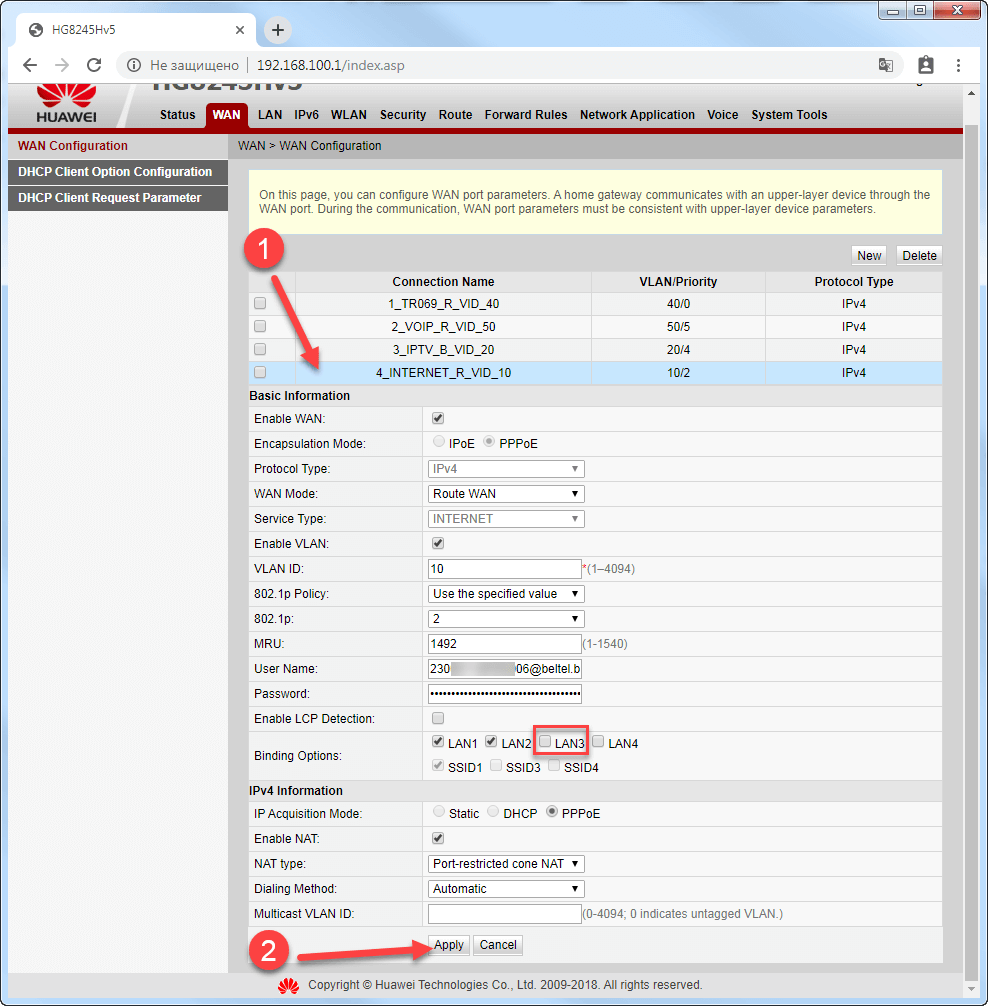 HG8245Hv5
Не защищено 192.168.100.1/index.asp
HG8245Hv5
HUAWEI
Status WAN LAN IPv6 WLAN Security Route Forward Rules Network Application Voice System Tools
WAN Configuration
DHCP Client Option Configuration
DHCP Client Request Parameter
WAN > WAN Configuration
On this page, you can configure WAN port parameters. A home gateway communicates with an upper-layer device through the
WAN port. During the communication, WAN port parameters must be consistent with upper-layer device parameters.
1
New Delete
Connection Name VLAN/Priority Protocol Type
1_TR069_R_VID_40 40/0 IPv4
2_VOIP_R_VID_50 50/5 IPv4
3_IPTV_B_VID_20 20/4 IPv4
4_INTERNET_R_VID_10 10/2 IPv4
Basic Information
Enable WAN:
Encapsulation Mode: IPoE PPPoE
Protocol Type: IPv4
WAN Mode: Route WAN
Service Type: INTERNET
Enable VLAN:
VLAN ID: 10 *(1–4094)
802.1p Policy: Use the specified value
802.1p: 2
MRU: 1492 (1-1540)
User Name: 230 06@beltel.b
Password:
Enable LCP Detection:
Binding Options: LAN1 LAN2 LAN3 LAN4
SSID1 SSID3 SSID4
IPv4 Information
IP Acquisition Mode: Static DHCP PPPoE
Enable NAT:
NAT type: Port-restricted cone NAT
Dialing Method: Automatic
Multicast VLAN ID: (0-4094; 0 indicates untagged VLAN.)
2
Apply Cancel
Copyright © Huawei Technologies Co., Ltd. 2009-2018. All rights reserved.